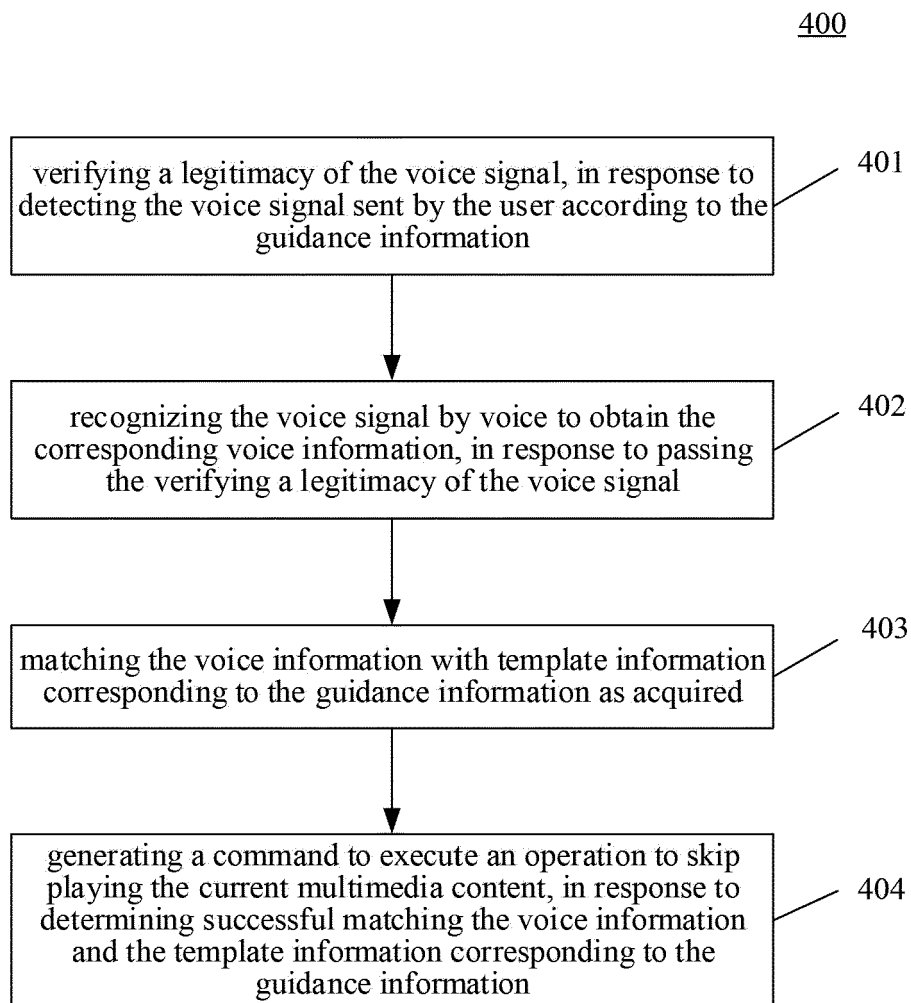 400
verifying a legitimacy of the voice signal, in response to
detecting the voice signal sent by the user according to the
guidance information
401
recognizing the voice signal by voice to obtain the
corresponding voice information, in response to passing
the verifying a legitimacy of the voice signal
402
matching the voice information with template information
corresponding to the guidance information as acquired
403
generating a command to execute an operation to skip
playing the current multimedia content, in response to
determining successful matching the voice information
and the template information corresponding to the
guidance information
404